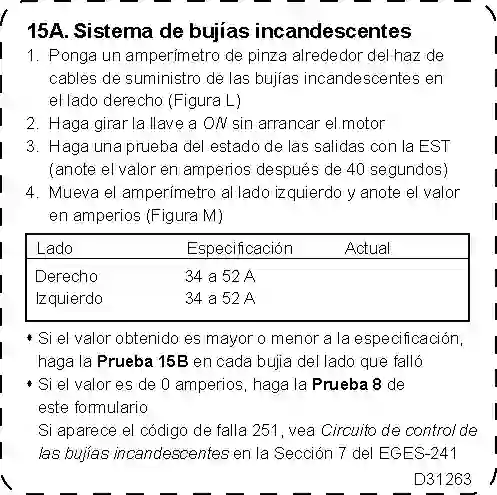 15A. Sistema de bujías incandescentes
1. Ponga un amperímetro de pinza alrededor del haz de
cables de suministro de las bujías incandescentes en
el lado derecho (Figura L)
2. Haga girar la llave a ON sin arrancar el motor
3. Haga una prueba del estado de las salidas con la EST
(anote el valor en amperios después de 40 segundos)
4. Mueva el amperímetro al lado izquierdo y anote el valor
en amperios (Figura M)
Lado Especificación Actual
Derecho 34 a 52 A
Izquierdo 34 a 52 A
♦ Si el valor obtenido es mayor o menor a la especificación,
haga la Prueba 15B en cada bujia del lado que falló
♦ Si el valor es de 0 amperios, haga la Prueba 8 de
este formulario
Si aparece el código de falla 251, vea Circuito de control de
las bujías incandescentes en la Sección 7 del EGES-241
D31263